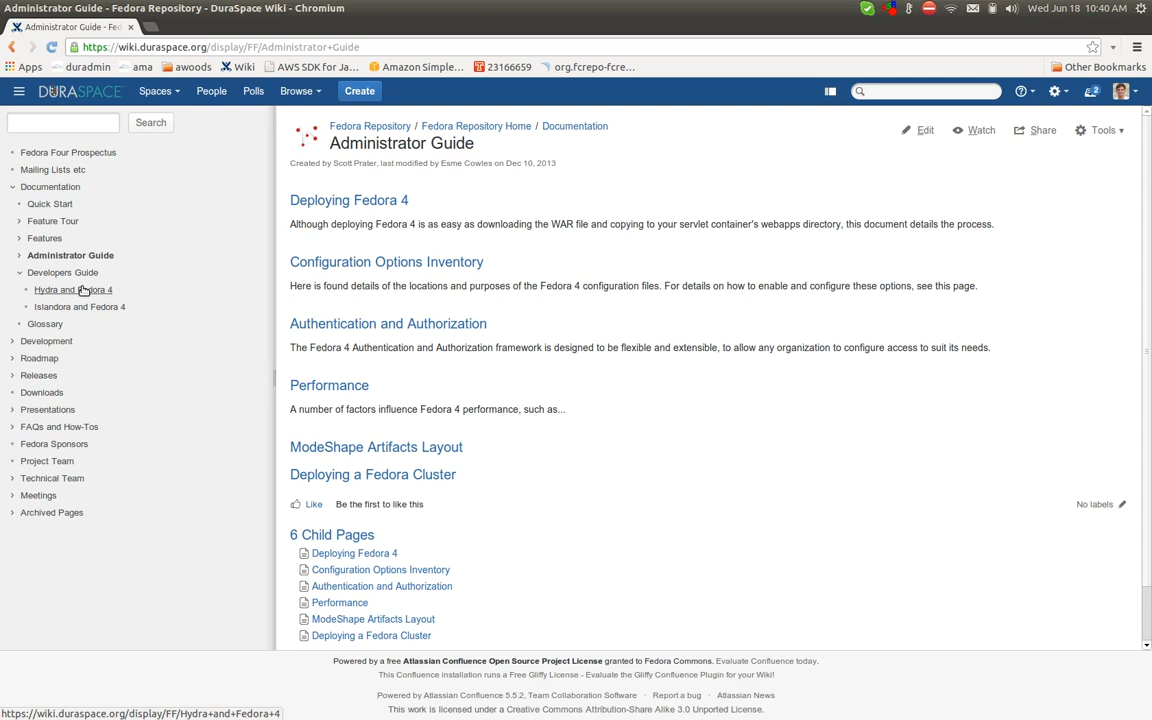 Administrator Guide - Fedora Repository - DuraSpace Wiki - Chromium
Wed Jun 18 10:40 AM
Administrator Guide - Fed
https://wiki.duraspace.org/display/FF/Administrator+Guide
Apps duradmin ama awoods Wiki AWS SDK for Ja... Amazon Simple... 23166659 org.fcrepo-fcre... Other Bookmarks
DURASPACE Spaces People Polls Browse Create 2
Search
Fedora Repository / Fedora Repository Home / Documentation
Administrator Guide
Edit Watch Share Tools
Created by Scott Prater, last modified by Esme Cowles on Dec 10, 2013
Fedora Four Prospectus
Mailing Lists etc
Documentation
Quick Start
Feature Tour
Features
Administrator Guide
Developers Guide
Hydra and Fedora 4
Islandora and Fedora 4
Glossary
Development
Roadmap
Releases
Downloads
Presentations
FAQs and How-Tos
Fedora Sponsors
Project Team
Technical Team
Meetings
Archived Pages
Deploying Fedora 4
Although deploying Fedora 4 is as easy as downloading the WAR file and copying to your servlet container's webapps directory, this document details the process.
Configuration Options Inventory
Here is found details of the locations and purposes of the Fedora 4 configuration files. For details on how to enable and configure these options, see this page.
Authentication and Authorization
The Fedora 4 Authentication and Authorization framework is designed to be flexible and extensible, to allow any organization to configure access to suit its needs.
Performance
A number of factors influence Fedora 4 performance, such as...
ModeShape Artifacts Layout
Deploying a Fedora Cluster
Like Be the first to like this No labels
6 Child Pages
Deploying Fedora 4
Configuration Options Inventory
Authentication and Authorization
Performance
ModeShape Artifacts Layout
Deploying a Fedora Cluster
Powered by a free Atlassian Confluence Open Source Project License granted to Fedora Commons. Evaluate Confluence today.
This Confluence installation runs a Free Gliffy License - Evaluate the Gliffy Confluence Plugin for your Wiki!
Powered by Atlassian Confluence 5.5.2, Team Collaboration Software · Report a bug · Atlassian News
This work is licensed under a Creative Commons Attribution-Share Alike 3.0 Unported License.
https://wiki.duraspace.org/display/FF/Hydra+and+Fedora+4